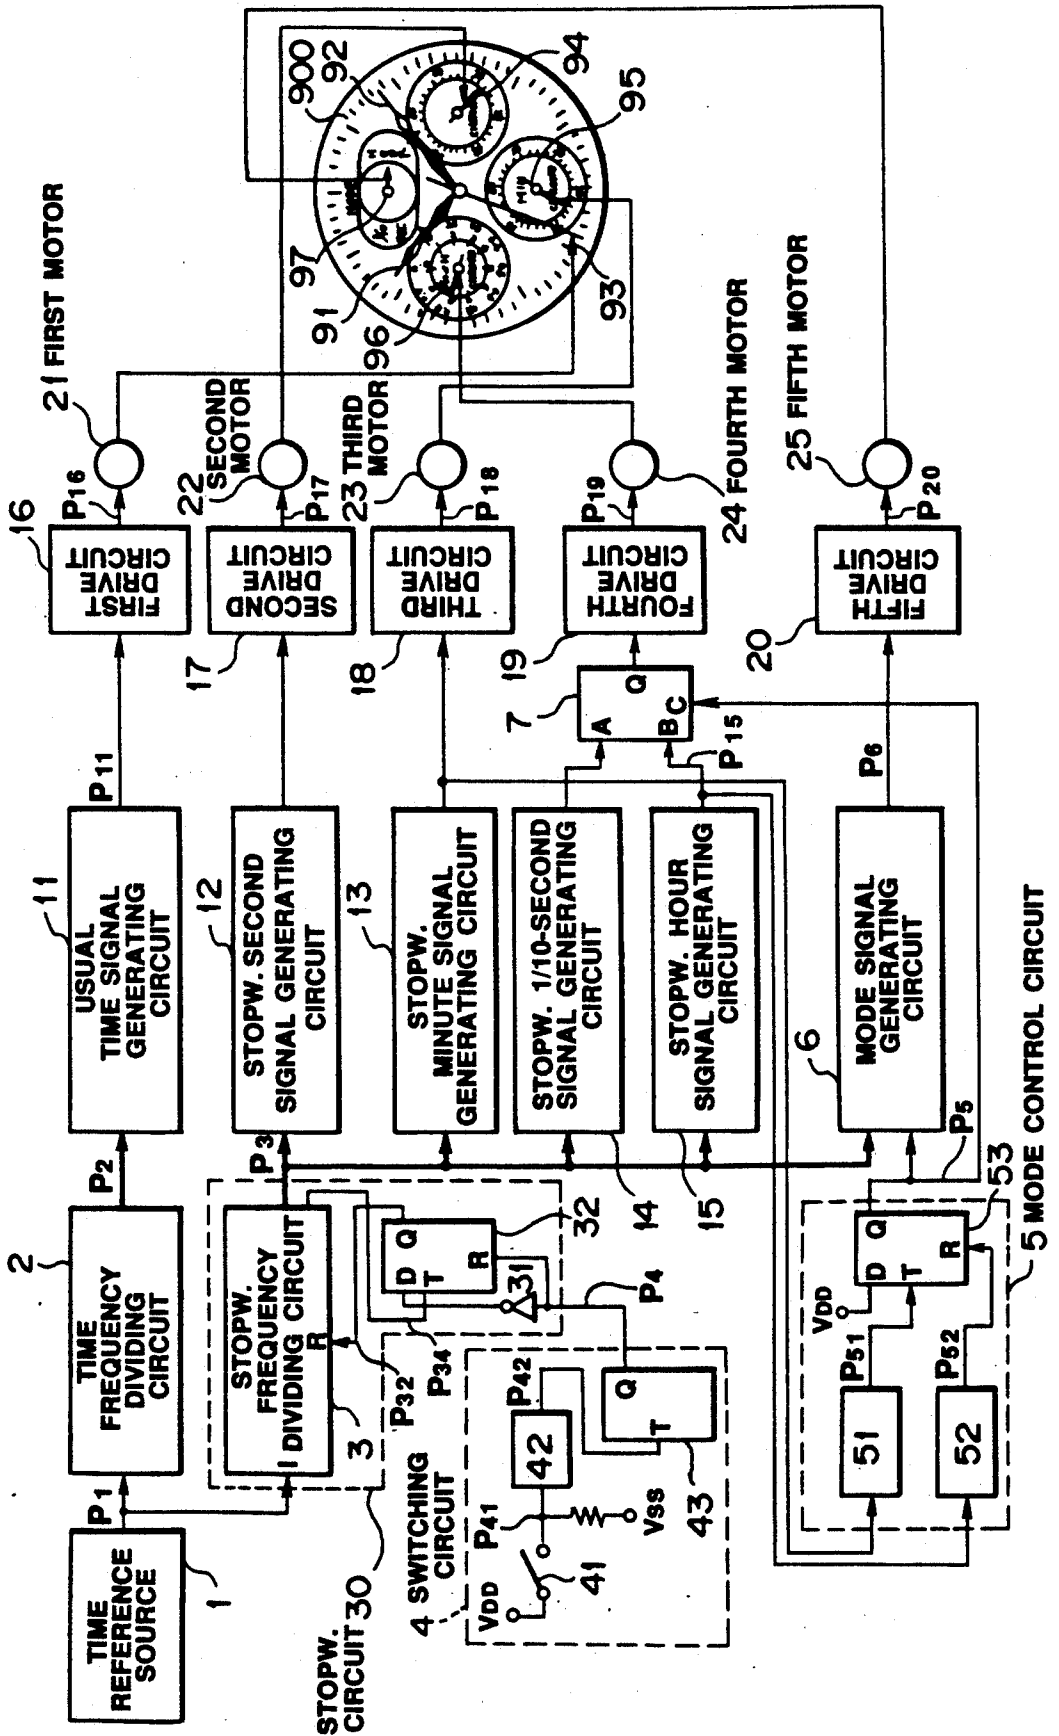 1
TIME
REFERENCE
SOURCE
P1
2
TIME
FREQUENCY
DIVIDING
CIRCUIT
P2
11
USUAL
TIME SIGNAL
GENERATING
CIRCUIT
P11
16
FIRST
DRIVE
CIRCUIT
P16
21 FIRST MOTOR
STOPW.
CIRCUIT 30
STOPW.
FREQUENCY
DIVIDING CIRCUIT
I
R
3
P3
P32
P34
D
Q
T
R
31
32
12
STOPW. SECOND
SIGNAL GENERATING
CIRCUIT
17
SECOND
DRIVE
CIRCUIT
P17
22 SECOND
MOTOR
13
STOPW.
MINUTE SIGNAL
GENERATING CIRCUIT
18
THIRD
DRIVE
CIRCUIT
P18
23 THIRD
MOTOR
14
STOPW. 1/10-SECOND
SIGNAL GENERATING
CIRCUIT
15
STOPW. HOUR
SIGNAL GENERATING
CIRCUIT
P15
7
A
B
C
Q
19
FOURTH
DRIVE
CIRCUIT
P19
24 FOURTH MOTOR
4 SWITCHING
CIRCUIT
VDD
41
P41
VSS
42
P42
T
Q
43
P4
6
MODE SIGNAL
GENERATING
CIRCUIT
P6
20
FIFTH
DRIVE
CIRCUIT
P20
25 FIFTH MOTOR
5 MODE CONTROL CIRCUIT
51
P51
52
P52
VDD
D
Q
T
R
53
P5
91
97
900
92
96
94
93
95
MIN